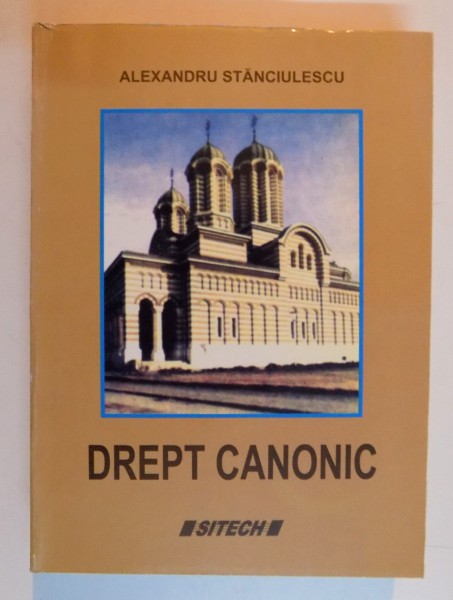 ALEXANDRU STĂNCIULESCU
DREPT CANONIC
SITECH